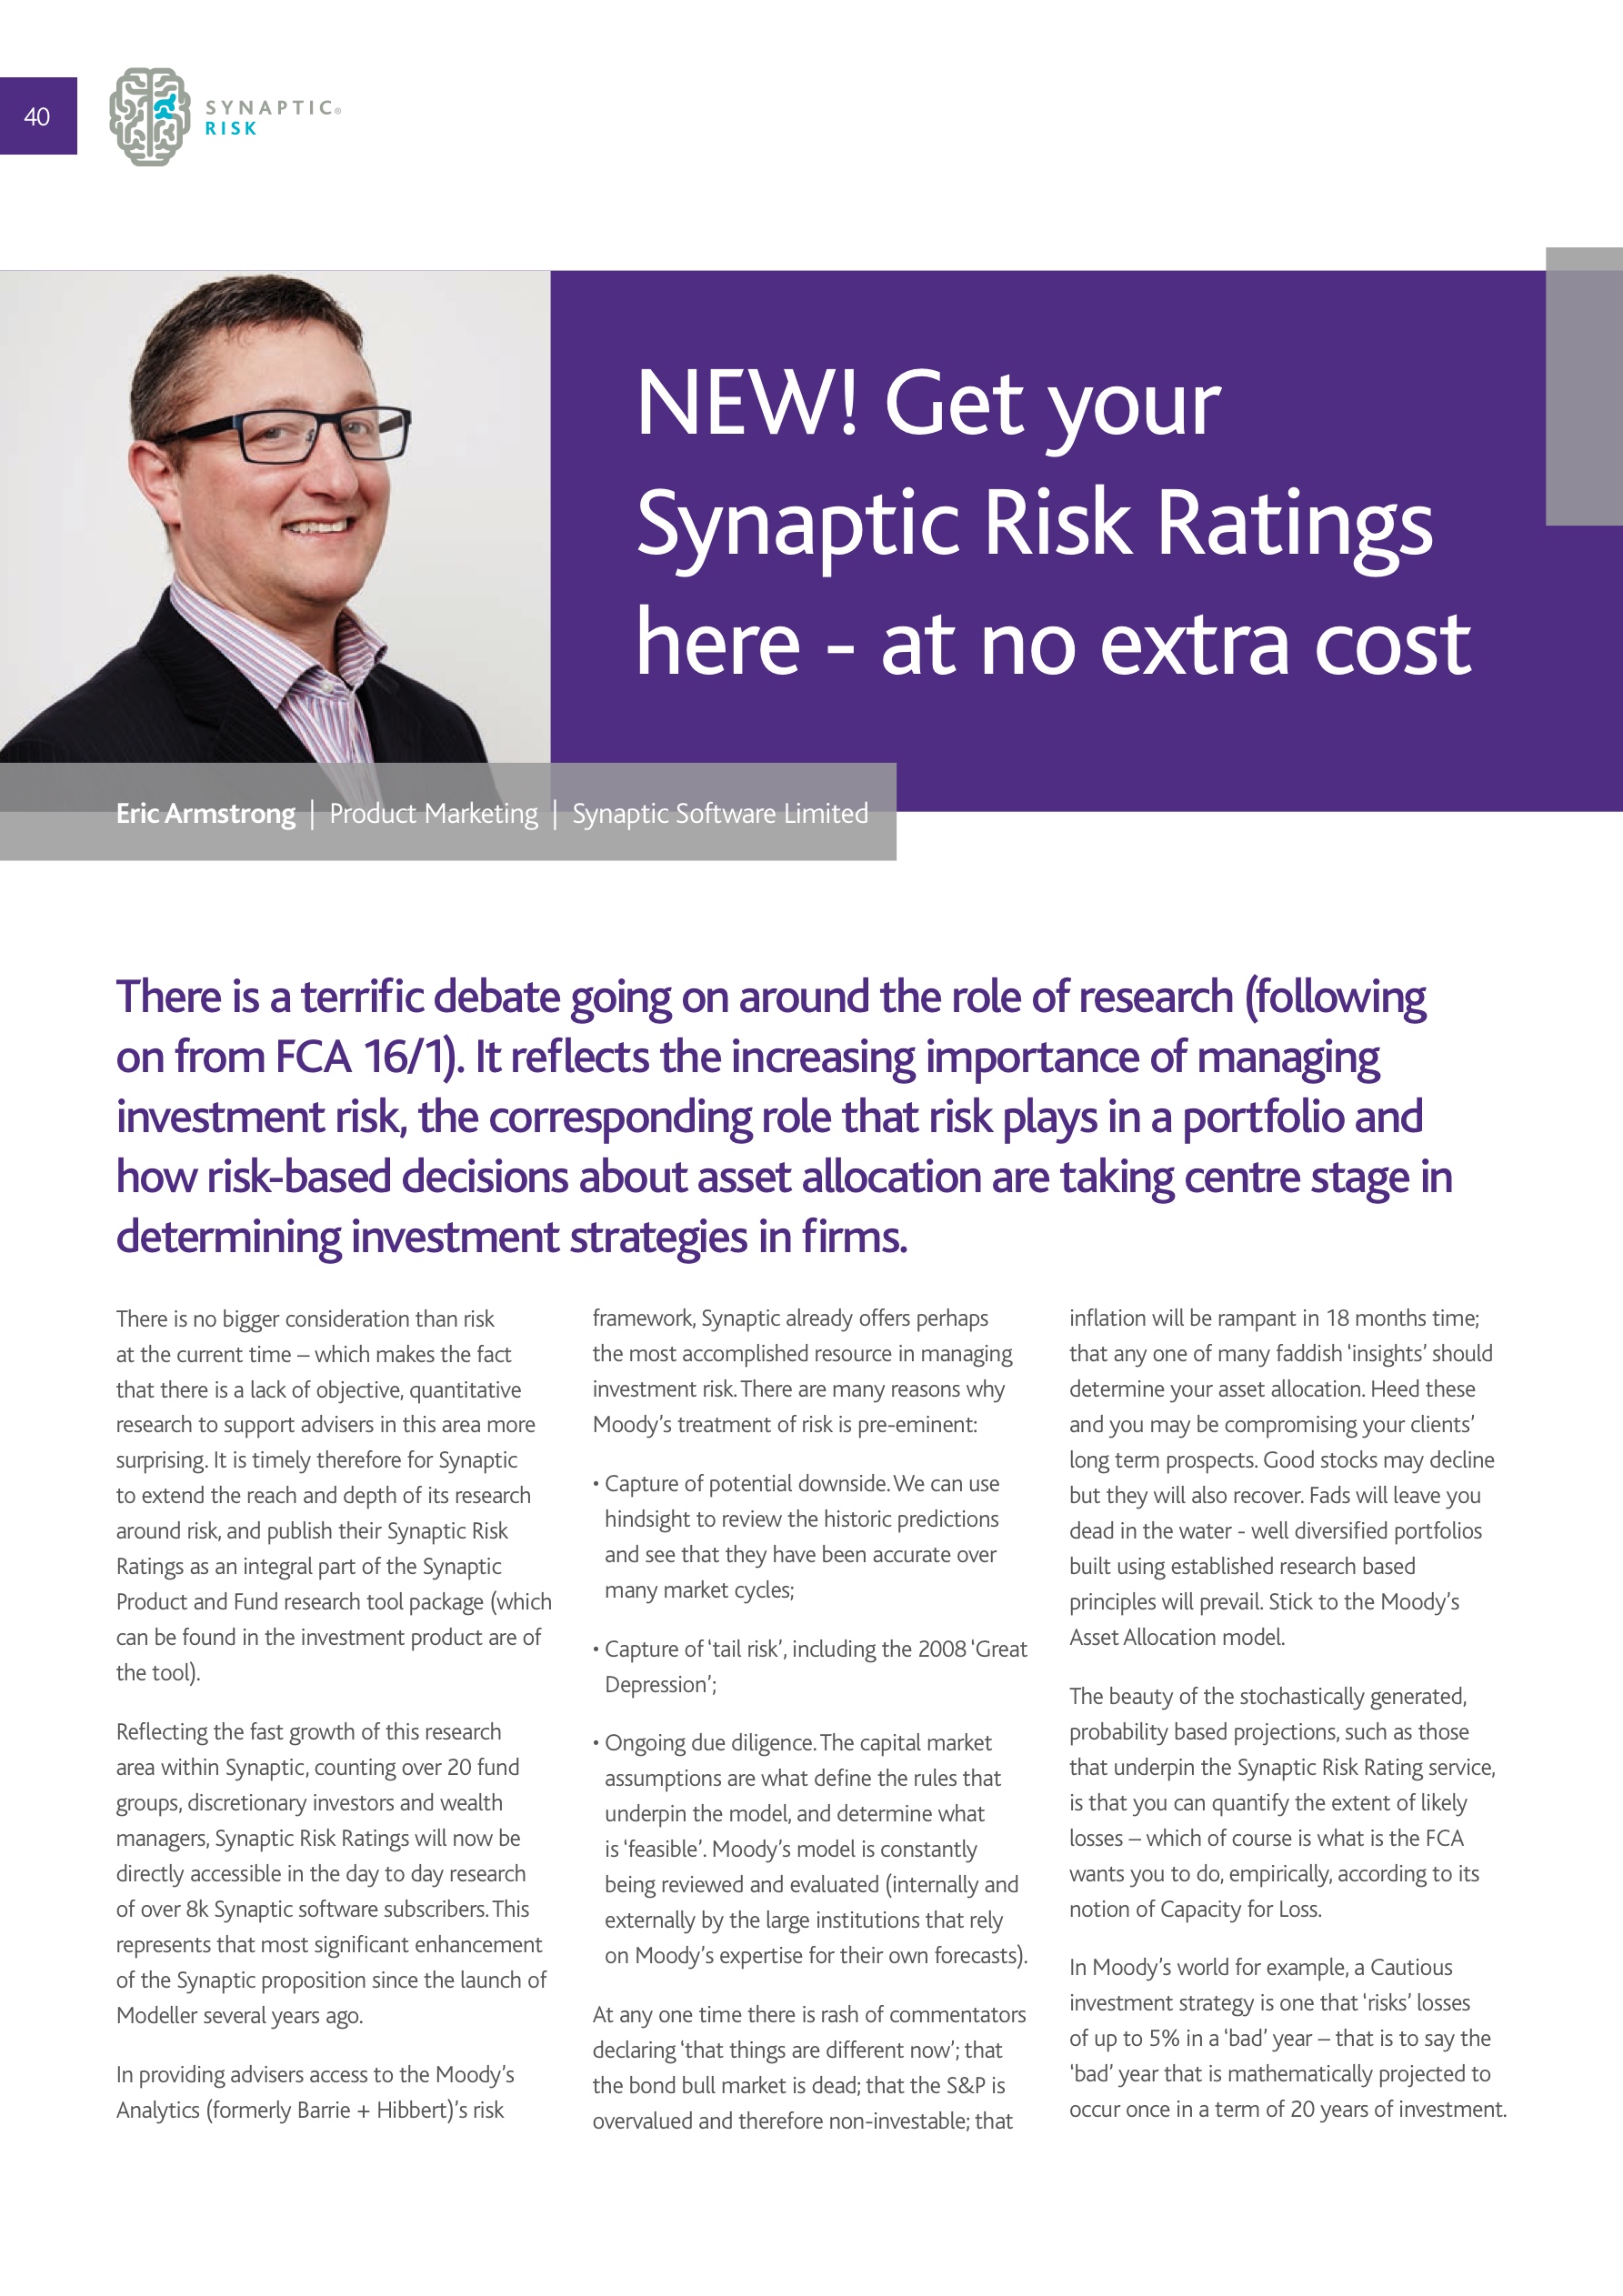 40
SYNAPTIC®
RISK
NEW! Get your
Synaptic Risk Ratings
here - at no extra cost
Eric Armstrong | Product Marketing | Synaptic Software Limited
There is a terrific debate going on around the role of research (following
on from FCA 16/1). It reflects the increasing importance of managing
investment risk, the corresponding role that risk plays in a portfolio and
how risk-based decisions about asset allocation are taking centre stage in
determining investment strategies in firms.
There is no bigger consideration than risk
at the current time – which makes the fact
that there is a lack of objective, quantitative
research to support advisers in this area more
surprising. It is timely therefore for Synaptic
to extend the reach and depth of its research
around risk, and publish their Synaptic Risk
Ratings as an integral part of the Synaptic
Product and Fund research tool package (which
can be found in the investment product are of
the tool).
Reflecting the fast growth of this research
area within Synaptic, counting over 20 fund
groups, discretionary investors and wealth
managers, Synaptic Risk Ratings will now be
directly accessible in the day to day research
of over 8k Synaptic software subscribers. This
represents that most significant enhancement
of the Synaptic proposition since the launch of
Modeller several years ago.
In providing advisers access to the Moody's
Analytics (formerly Barrie + Hibbert)'s risk
framework, Synaptic already offers perhaps
the most accomplished resource in managing
investment risk. There are many reasons why
Moody's treatment of risk is pre-eminent:
• Capture of potential downside. We can use
hindsight to review the historic predictions
and see that they have been accurate over
many market cycles;
• Capture of 'tail risk', including the 2008 'Great
Depression';
• Ongoing due diligence. The capital market
assumptions are what define the rules that
underpin the model, and determine what
is 'feasible'. Moody's model is constantly
being reviewed and evaluated (internally and
externally by the large institutions that rely
on Moody's expertise for their own forecasts).
At any one time there is rash of commentators
declaring 'that things are different now'; that
the bond bull market is dead; that the S&P is
overvalued and therefore non-investable; that
inflation will be rampant in 18 months time;
that any one of many faddish 'insights' should
determine your asset allocation. Heed these
and you may be compromising your clients'
long term prospects. Good stocks may decline
but they will also recover. Fads will leave you
dead in the water - well diversified portfolios
built using established research based
principles will prevail. Stick to the Moody's
Asset Allocation model.
The beauty of the stochastically generated,
probability based projections, such as those
that underpin the Synaptic Risk Rating service,
is that you can quantify the extent of likely
losses – which of course is what is the FCA
wants you to do, empirically, according to its
notion of Capacity for Loss.
In Moody's world for example, a Cautious
investment strategy is one that 'risks' losses
of up to 5% in a 'bad' year – that is to say the
'bad' year that is mathematically projected to
occur once in a term of 20 years of investment.